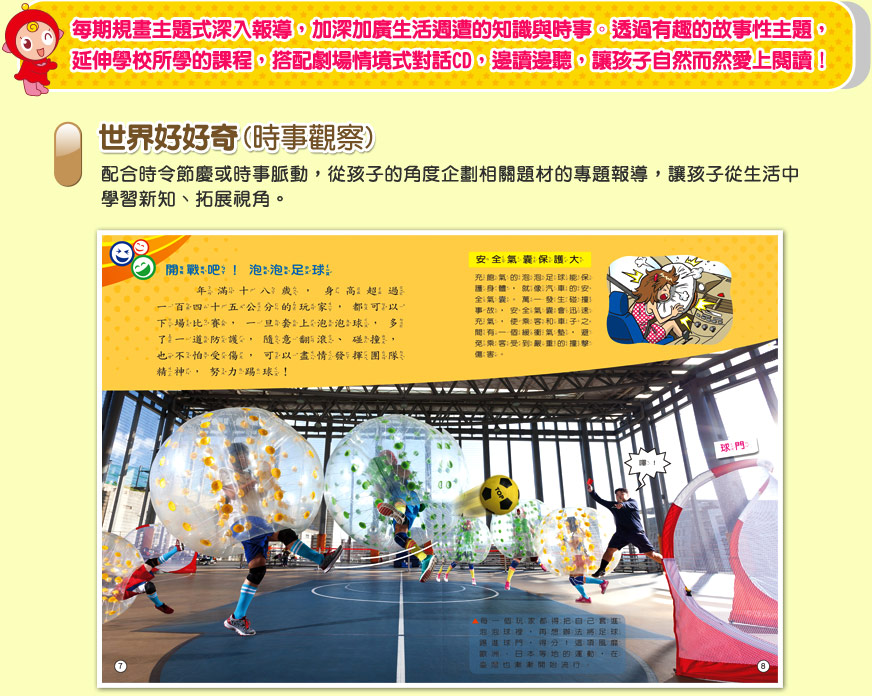 每期規畫主題式深入報導，加深加廣生活週遭的知識與時事。透過有趣的故事性主題，
延伸學校所學的課程，搭配劇場情境式對話CD，邊讀邊聽，讓孩子自然而然愛上閱讀！
世界好好奇(時事觀察)
配合時令節慶或時事脈動，從孩子的角度企劃相關題材的專題報導，讓孩子從生活中
學習新知、拓展視角。
開戰吧！ 泡泡足球
年滿十八歲，身高超過
一百四十五公分的玩家，都可以
下場比賽，一旦套上泡泡球，多
了一道防護，隨意翻滾、碰撞，
也不怕受傷，可以盡情發揮團隊
精神，努力踢球！
安全氣囊保護大
充飽氣的泡泡足球能保
護身體，就像汽車的安
全氣囊。萬一發生碰撞
事故，安全氣囊會迅速
充氣，使乘客和車子之
間有一個緩衝氣墊，避
免乘客受到嚴重的撞擊
傷害。
球門
TOP
每一個玩家都得把自己套進
泡泡球裡，再想辦法將足球
踢進球門，得分！這項風靡
歐洲、日本等地的運動，在
7
8